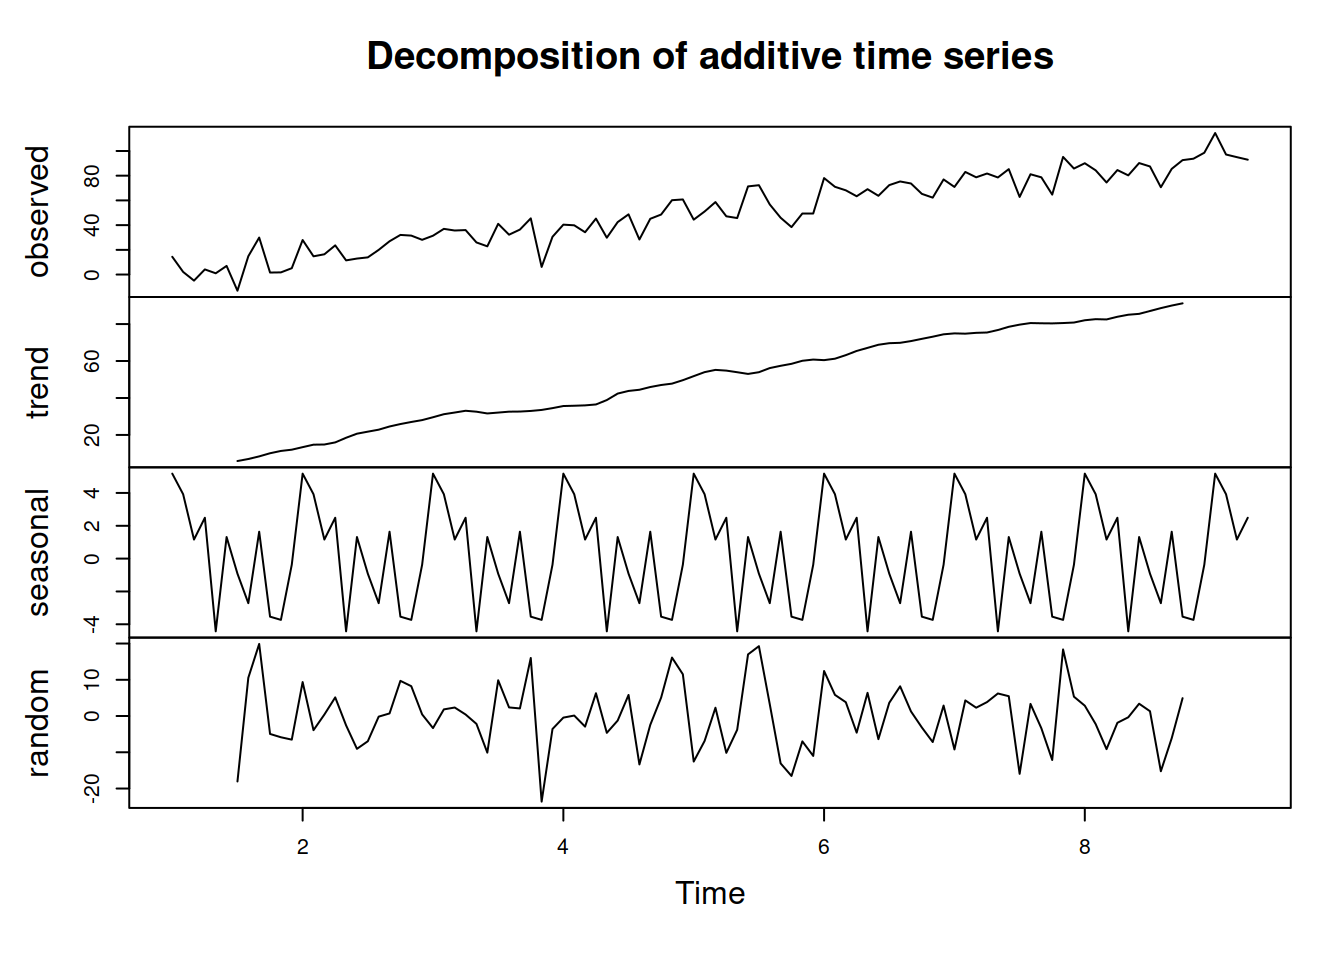 Decomposition of additive time series
observed
0 40 80
trend
20 60
seasonal
-4 0 2 4
random
-20 0 10
2 4 6 8
Time